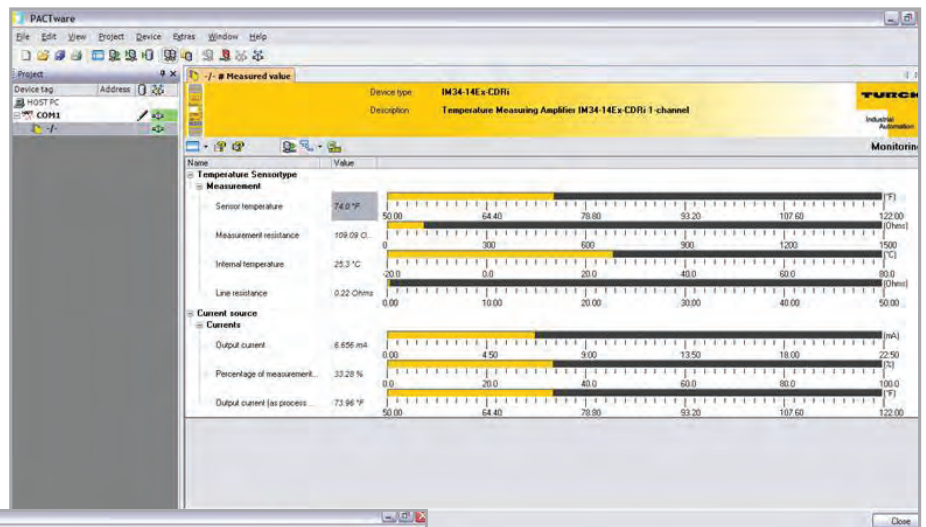 PACTware
File Edit View Project Device Extras Window Help
Project
Device tag Address
HOST PC
COM1
-/-
-/- # Measured value
Device type IM34-14Ex-CDRi
Description Temperature Measuring Amplifier IM34-14Ex-CDRi 1-channel
TURCK
Industrial
Automation
Monitorin
Name Value
Temperature Sensortype
Measurement
Sensor temperature 74.0 °F (°F)
50.00 64.40 78.80 93.20 107.60 122.00
Measurement resistance 109.09 O... (Ohms)
0 300 600 900 1200 1500
Internal temperature 25.3 °C (°C)
-20.0 0.0 20.0 40.0 60.0 80.0
Line resistance 0.22 Ohms (Ohms)
0.00 10.00 20.00 30.00 40.00 50.00
Current source
Currents
Output current 6.656 mA (mA)
0.00 4.50 9.00 13.50 18.00 22.50
Percentage of measurement... 33.28 % (%)
0.0 20.0 40.0 60.0 80.0 100.0
Output current (as process ... 73.96 °F (°F)
50.00 64.40 78.80 93.20 107.60 122.00
Close